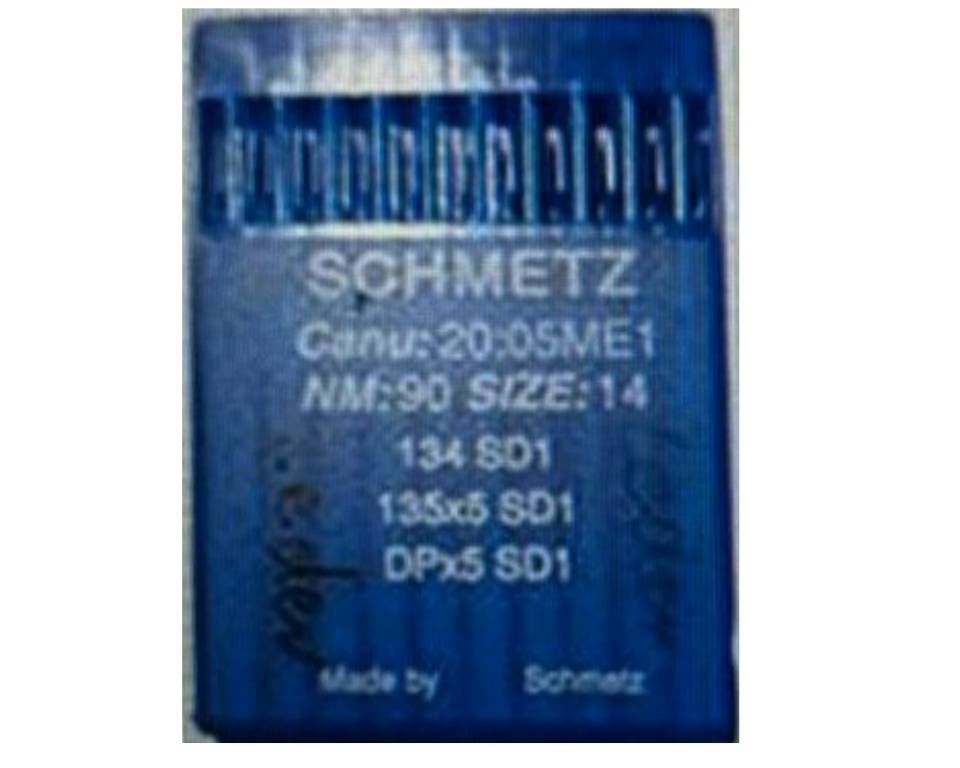 SCHMETZ
Canu: 20:05ME1
NM: 90 SIZE: 14
134 SD1
135x5 SD1
DPx5 SD1
Made by Schmetz